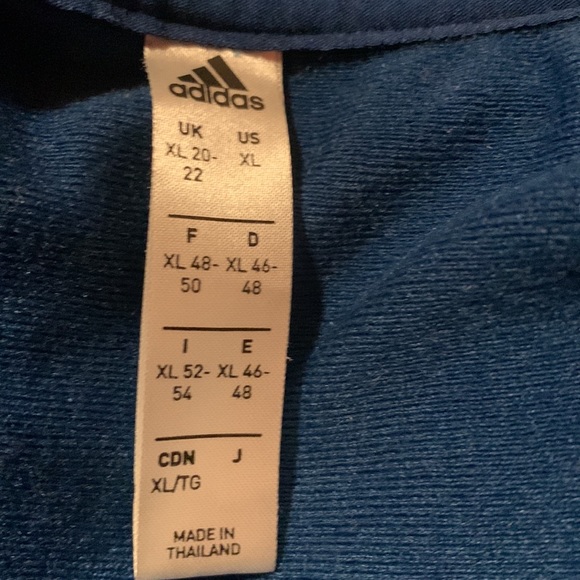 adidas
UK US
XL 20- XL
22
F D
XL 48- XL 46-
50 48
I E
XL 52- XL 46-
54 48
CDN J
XL/TG
MADE IN
THAILAND